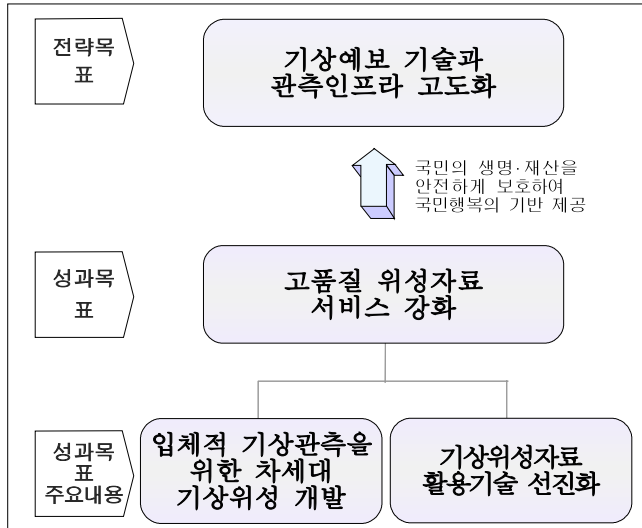 전략목
표
기상예보 기술과
관측인프라 고도화
국민의 생명·재산을
안전하게 보호하여
국민행복의 기반 제공
성과목
표
고품질 위성자료
서비스 강화
성과목
표
주요내용
입체적 기상관측을
위한 차세대
기상위성 개발
기상위성자료
활용기술 선진화